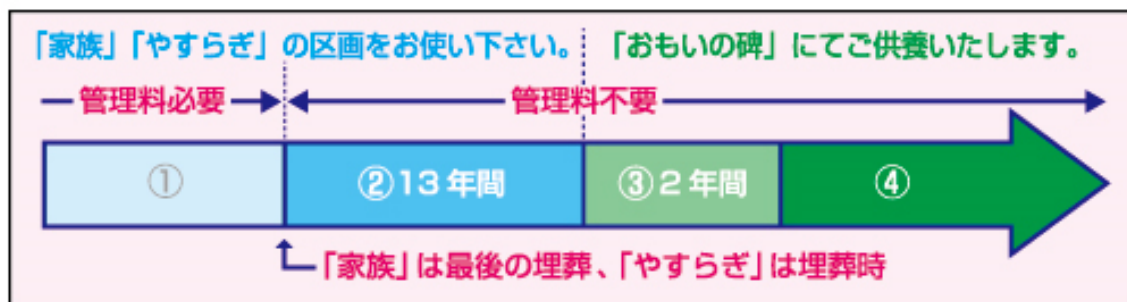 「家族」「やすらぎ」の区画をお使い下さい。 「おもいの碑」にてご供養いたします。
管理料必要 管理料不要
① ②13年間 ③2年間 ④
「家族」は最後の埋葬、「やすらぎ」は埋葬時